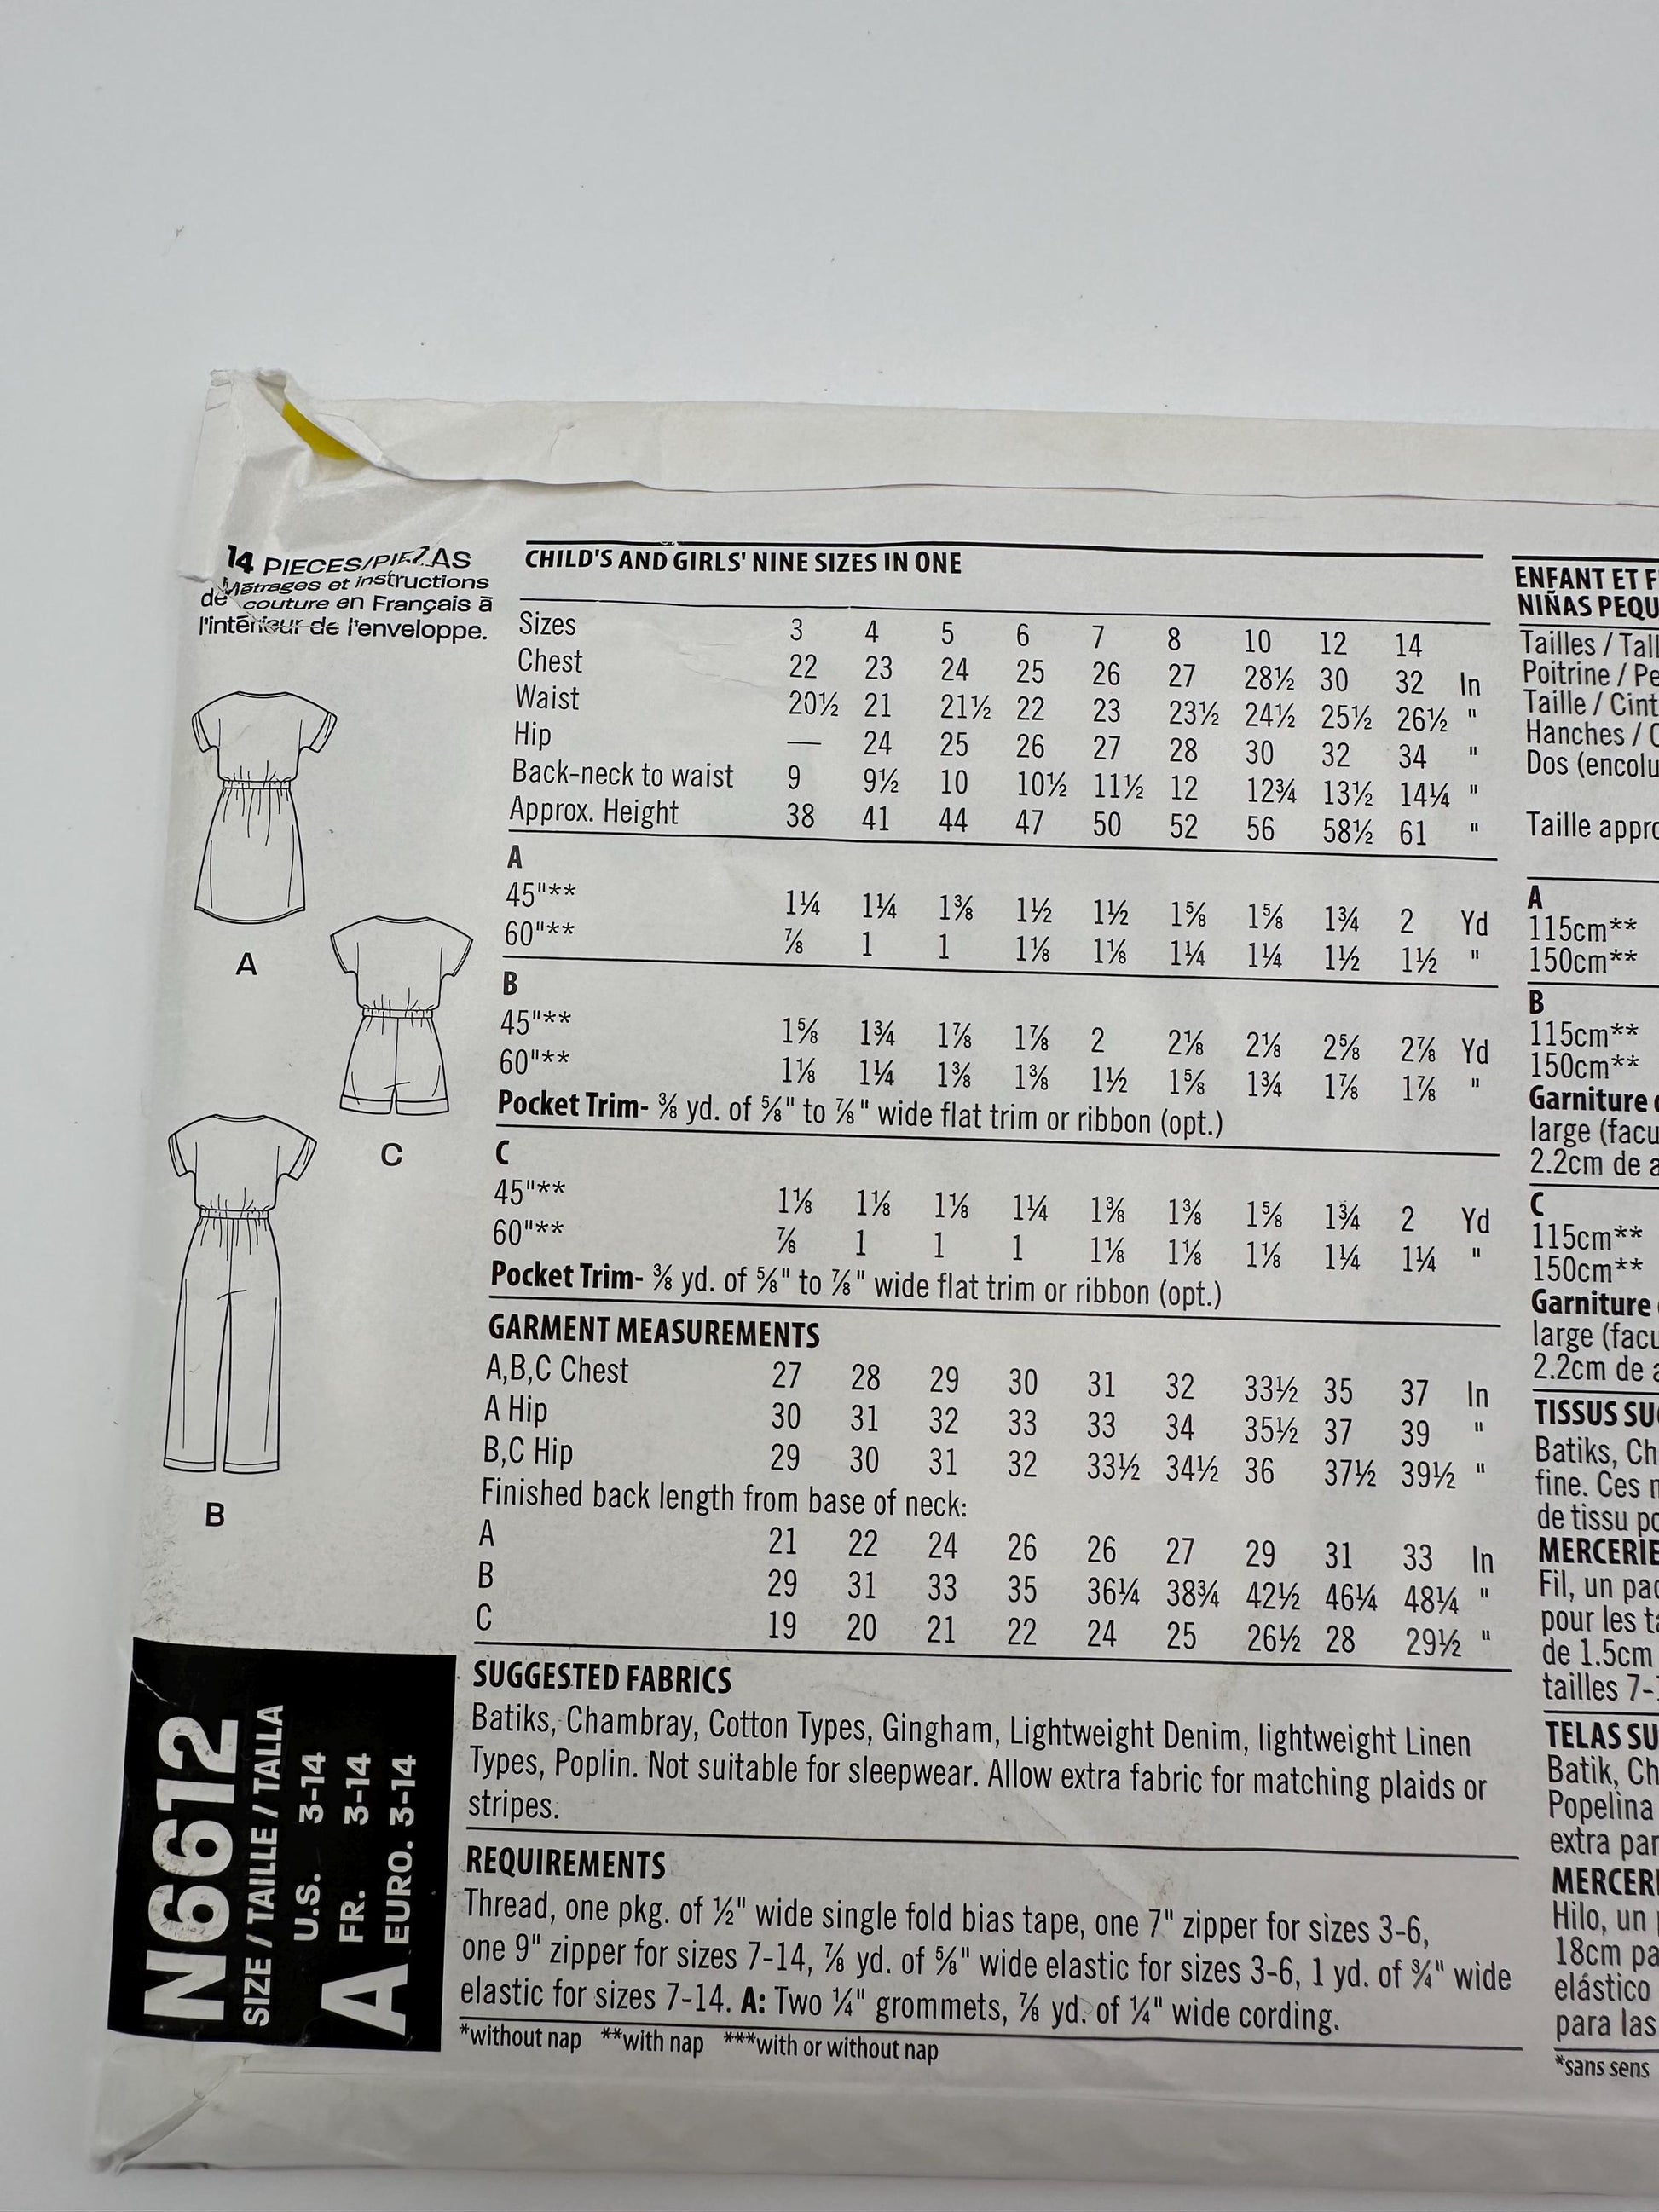 14 PIECES/PIEZAS
Métrages et instructions
de couture en Français à
l'intérieur de l'enveloppe.
A
C
B
N6612
SIZE / TAILLE / TALLA
U.S. 3-14
FR. 3-14
EURO. 3-14
A
CHILD'S AND GIRLS' NINE SIZES IN ONE
Sizes 3 4 5 6 7 8 10 12 14
Chest 22 23 24 25 26 27 28½ 30 32 In
Waist 20½ 21 21½ 22 23 23½ 24½ 25½ 26½ "
Hip — 24 25 26 27 28 30 32 34 "
Back-neck to waist 9 9½ 10 10½ 11½ 12 12¾ 13½ 14¼ "
Approx. Height 38 41 44 47 50 52 56 58½ 61 "
A
45"** 1¼ 1¼ 1⅜ 1½ 1½ 1⅝ 1⅝ 1¾ 2 Yd
60"** ⅞ 1 1 1⅛ 1⅛ 1¼ 1¼ 1½ 1½ "
B
45"** 1⅝ 1¾ 1⅞ 1⅞ 2 2⅛ 2⅛ 2⅝ 2⅞ Yd
60"** 1⅛ 1¼ 1⅜ 1⅜ 1½ 1⅝ 1¾ 1⅞ 1⅞ "
Pocket Trim- ⅜ yd. of ⅝" to ⅞" wide flat trim or ribbon (opt.)
C
45"** 1⅛ 1⅛ 1⅛ 1¼ 1⅜ 1⅜ 1⅝ 1¾ 2 Yd
60"** ⅞ 1 1 1 1⅛ 1⅛ 1⅛ 1¼ 1¼ "
Pocket Trim- ⅜ yd. of ⅝" to ⅞" wide flat trim or ribbon (opt.)
GARMENT MEASUREMENTS
A,B,C Chest 27 28 29 30 31 32 33½ 35 37 In
A Hip 30 31 32 33 33 34 35½ 37 39 "
B,C Hip 29 30 31 32 33½ 34½ 36 37½ 39½ "
Finished back length from base of neck:
A 21 22 24 26 26 27 29 31 33 In
B 29 31 33 35 36¼ 38¾ 42½ 46¼ 48¼ "
C 19 20 21 22 24 25 26½ 28 29½ "
SUGGESTED FABRICS
Batiks, Chambray, Cotton Types, Gingham, Lightweight Denim, lightweight Linen
Types, Poplin. Not suitable for sleepwear. Allow extra fabric for matching plaids or
stripes.
REQUIREMENTS
Thread, one pkg. of ½" wide single fold bias tape, one 7" zipper for sizes 3-6,
one 9" zipper for sizes 7-14, ⅞ yd. of ⅝" wide elastic for sizes 3-6, 1 yd. of ¾" wide
elastic for sizes 7-14. A: Two ¼" grommets, ⅞ yd. of ¼" wide cording.
*without nap **with nap ***with or without nap
ENFANT ET F
NIÑAS PEQU
Tailles / Tall
Poitrine / Pe
Taille / Cint
Hanches / C
Dos (encolu
Taille appro
A
115cm**
150cm**
B
115cm**
150cm**
Garniture
large (facu
2.2cm de a
C
115cm**
150cm**
Garniture
large (facu
2.2cm de a
TISSUS SU
Batiks, Ch
fine. Ces
de tissu po
MERCERIE
Fil, un pa
pour les ta
de 1.5cm
tailles 7-
TELAS SU
Batik, Ch
Popelina
extra par
MERCER
Hilo, un
18cm pa
elástico
para las
*sans sens